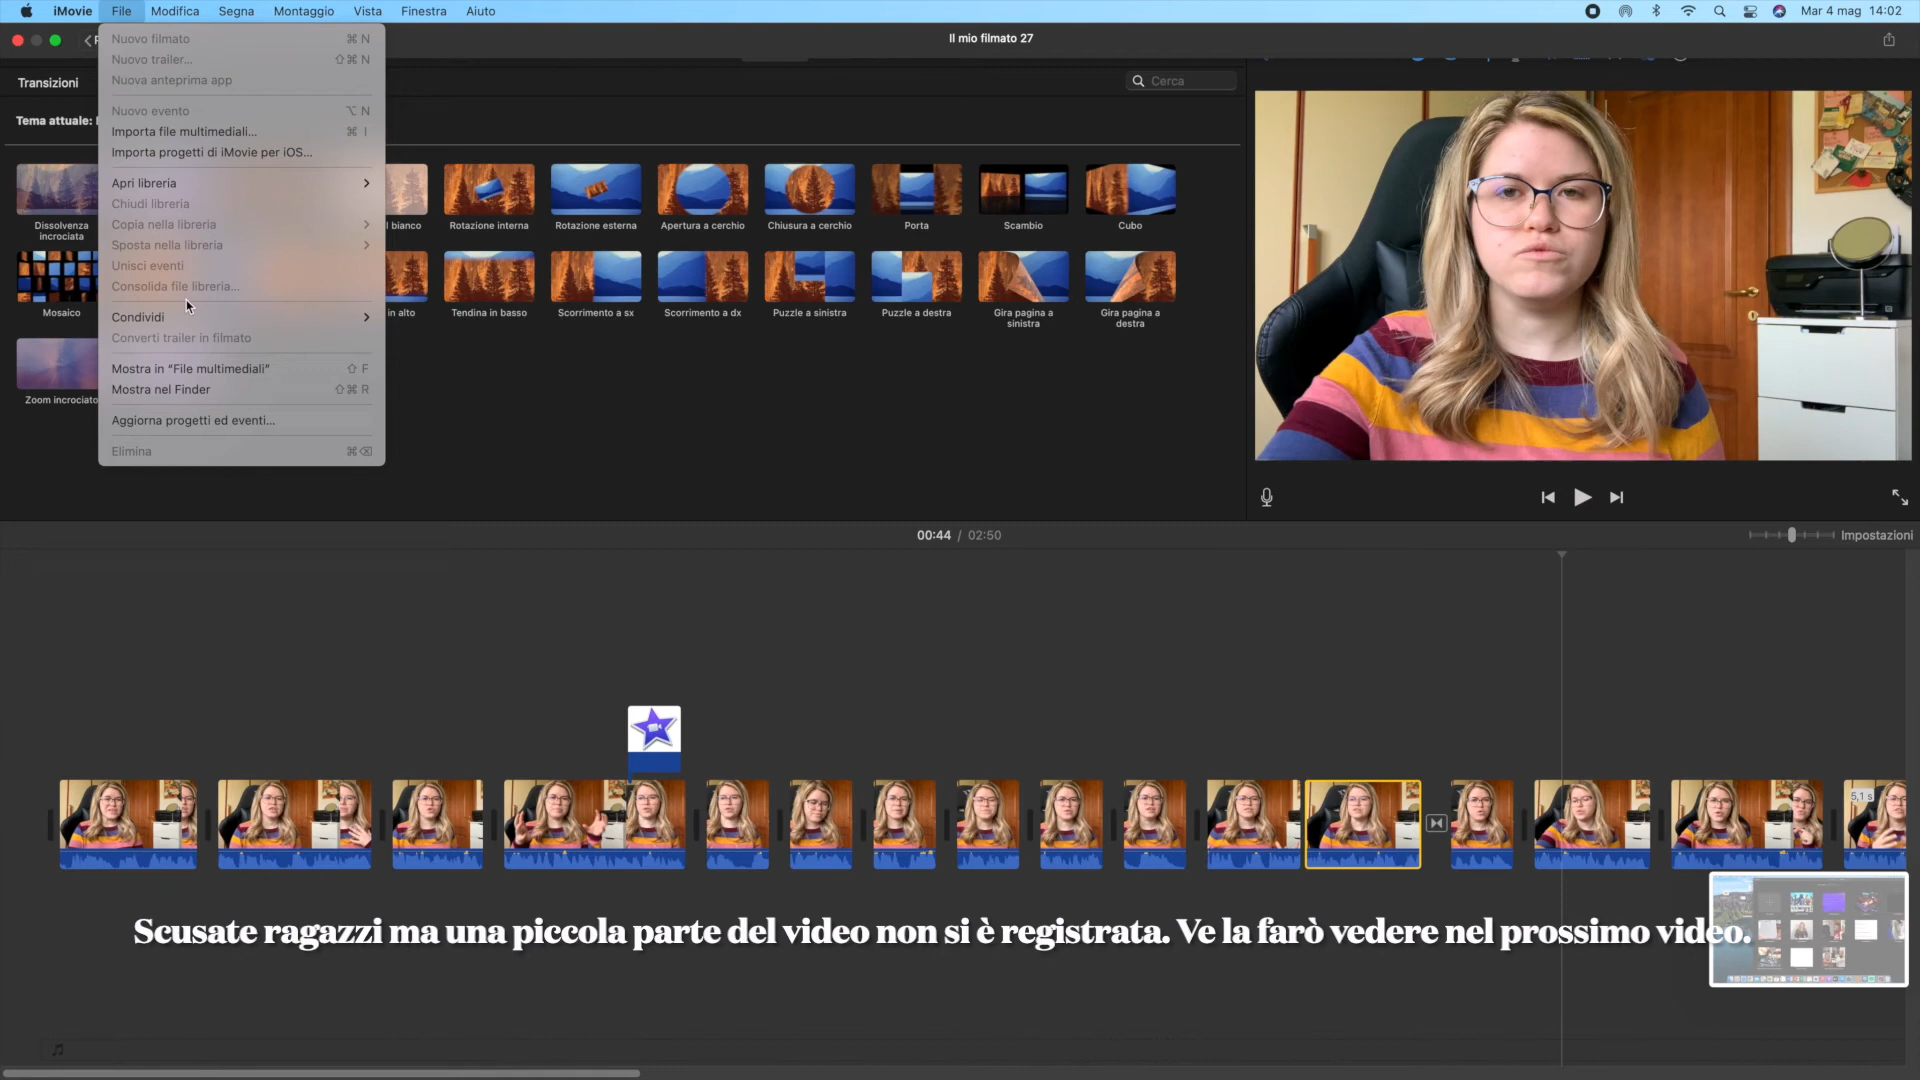 iMovie File Modifica Segna Montaggio Vista Finestra Aiuto Mar 4 mag 14:02
Il mio filmato 27
Nuovo filmato ⌘ N
Nuovo trailer... ⇧⌘ N
Nuova anteprima app
Nuovo evento ⌥ N
Importa file multimediali... ⌘ I
Importa progetti di iMovie per iOS...
Apri libreria
Chiudi libreria
Copia nella libreria
Sposta nella libreria
Unisci eventi
Consolida file libreria...
Condividi
Converti trailer in filmato
Mostra in “File multimediali” ⇧ F
Mostra nel Finder ⇧⌘ R
Aggiorna progetti ed eventi...
Elimina ⌘⌫
Transizioni
Cerca
Tema attuale:
Dissolvenza incrociata
l bianco
Rotazione interna
Rotazione esterna
Apertura a cerchio
Chiusura a cerchio
Porta
Scambio
Cubo
Mosaico
in alto
Tendina in basso
Scorrimento a sx
Scorrimento a dx
Puzzle a sinistra
Puzzle a destra
Gira pagina a sinistra
Gira pagina a destra
Zoom incrociato
00:44 / 02:50
Impostazioni
5,1 s
Scusate ragazzi ma una piccola parte del video non si è registrata. Ve la farò vedere nel prossimo video.